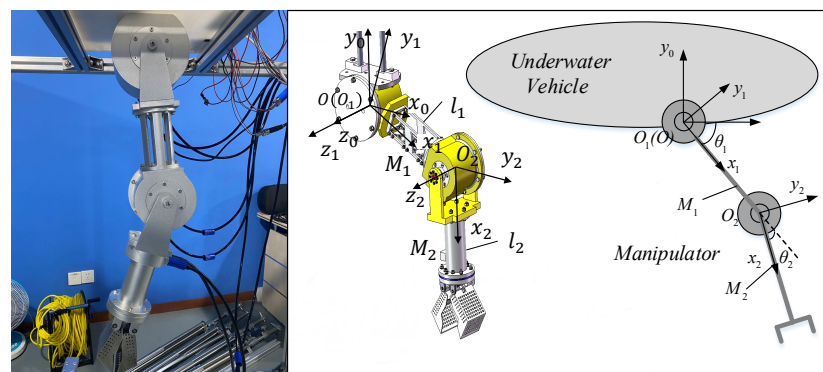 y₀
y₁
O(O₁)
x₀
l₁
z₁
z₀
x₁
M₁
O₂
y₂
z₂
x₂
M₂
l₂
Underwater
Vehicle
y₀
y₁
O₁(O)
θ₁
x₁
M₁
y₂
O₂
Manipulator
x₂
θ₂
M₂